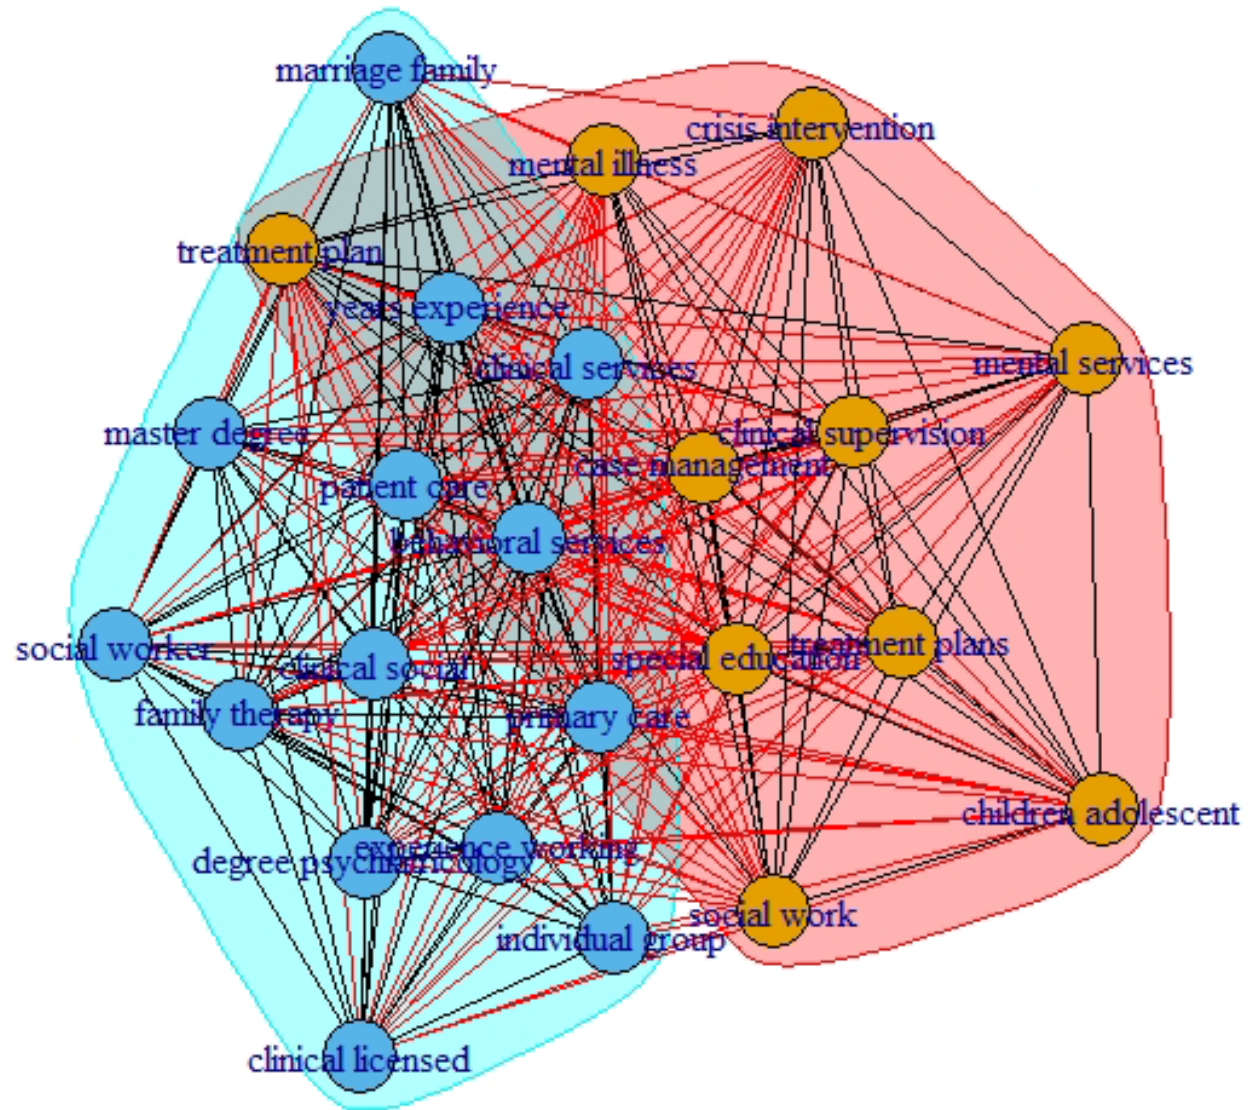 marriage family
crisis intervention
mental illness
treatment plan
years experience
clinical services
mental services
master degree
clinical supervision
case management
patient care
behavioral services
social worker
clinical social
special education
treatment plans
family therapy
primary care
children adolescent
experience working
degree psychiatricology
social work
individual group
clinical licensed